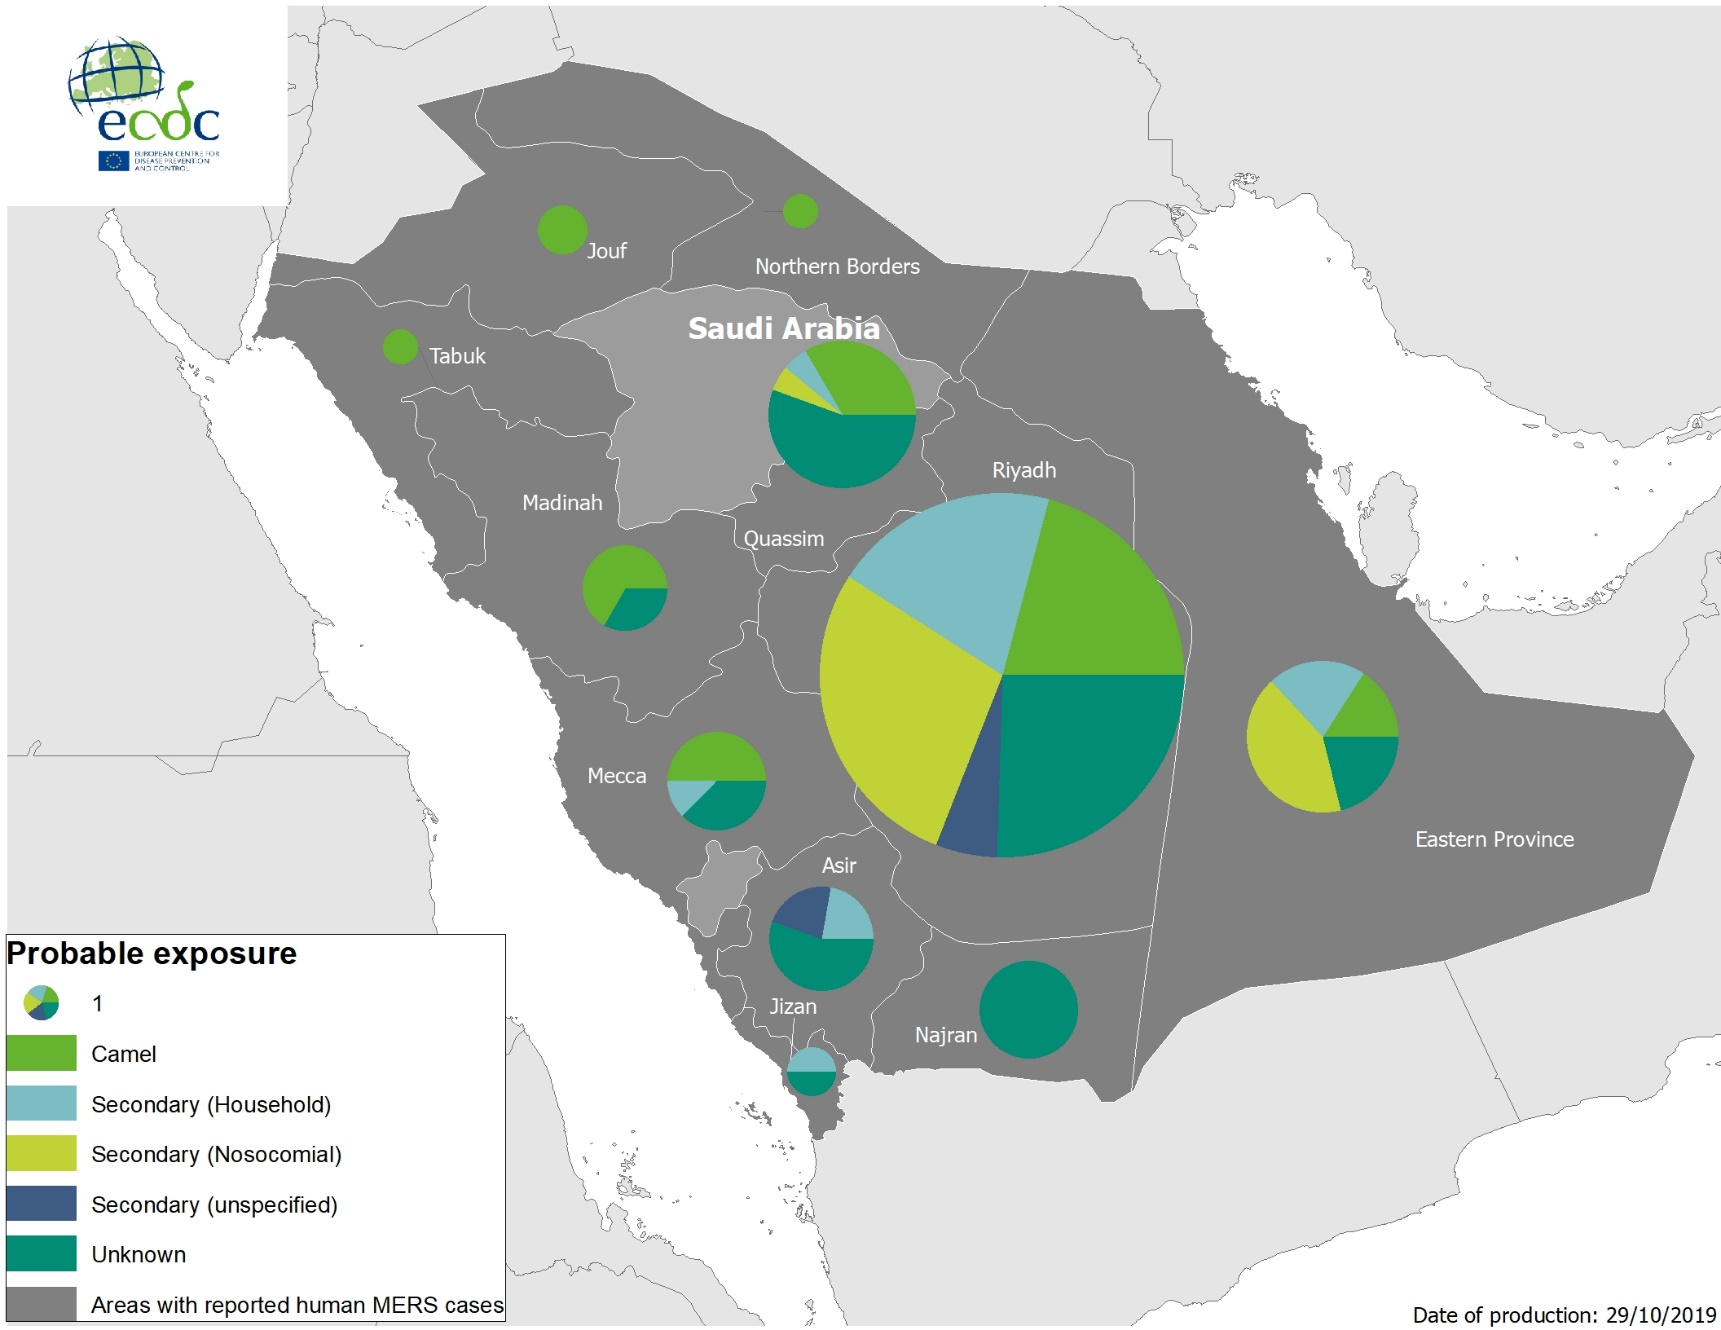 ecdc
EUROPEAN CENTRE FOR
DISEASE PREVENTION
AND CONTROL
Jouf
Northern Borders
Saudi Arabia
Tabuk
Riyadh
Madinah
Quassim
Mecca
Eastern Province
Asir
Jizan
Najran
Probable exposure
1
Camel
Secondary (Household)
Secondary (Nosocomial)
Secondary (unspecified)
Unknown
Areas with reported human MERS cases
Date of production: 29/10/2019